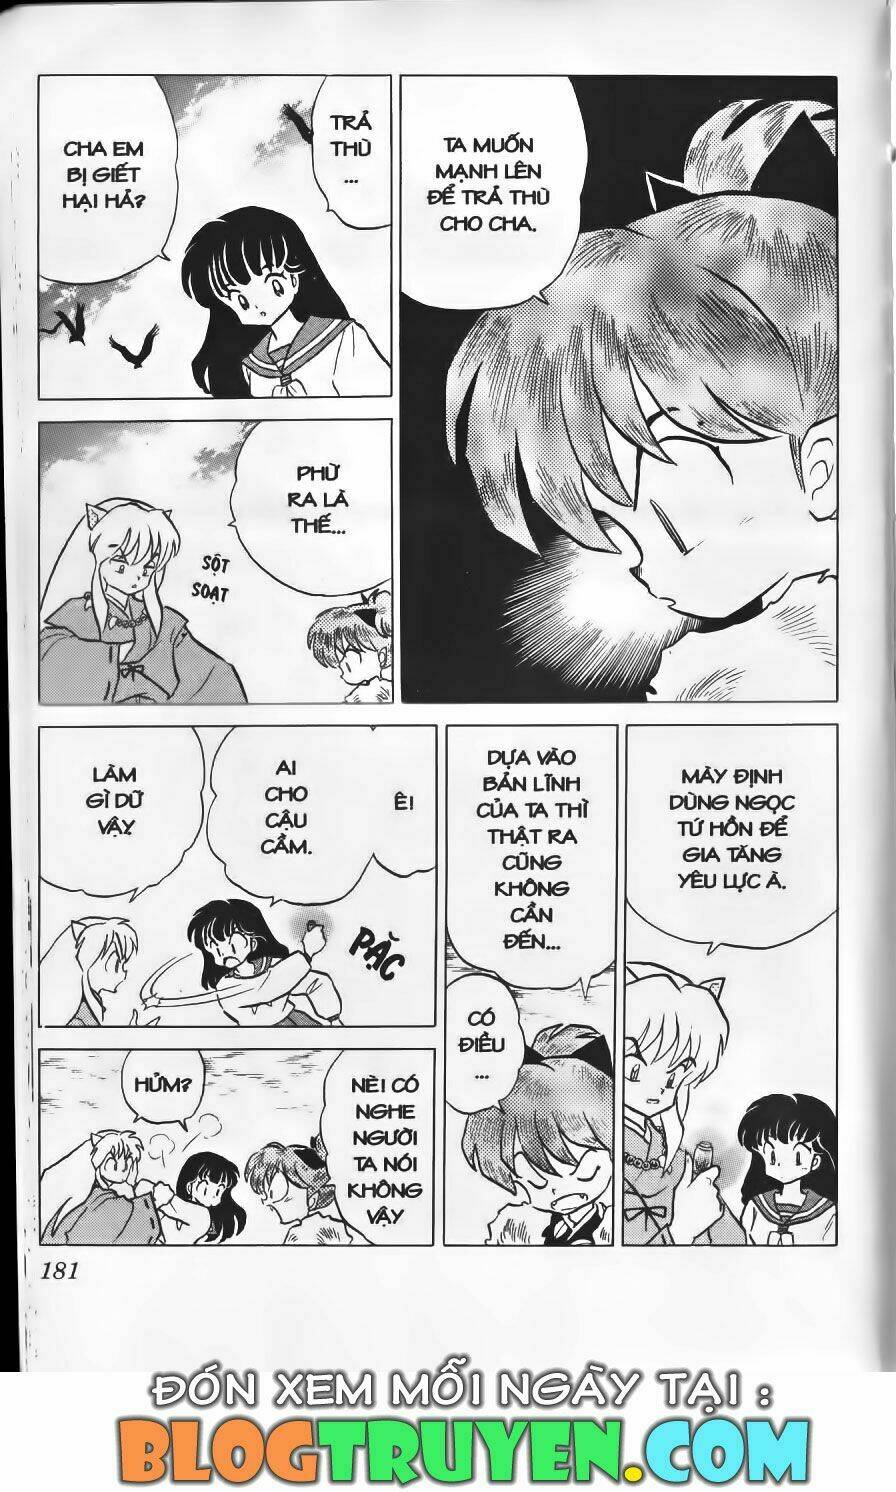 TA MUỐN
MẠNH LÊN
ĐỂ TRẢ THÙ
CHO CHA.
TRẢ
THÙ
...
CHA EM
BỊ GIẾT
HẠI HẢ?
PHỪ
RA LÀ
THẾ...
SỘT
SOẠT
MÀY ĐỊNH
DÙNG NGỌC
TỨ HỒN ĐỂ
GIA TĂNG
YÊU LỰC À.
DỰA VÀO
BẢN LĨNH
CỦA TA THÌ
THẬT RA
CŨNG
KHÔNG
CẦN
ĐẾN...
CÓ
ĐIỀU
...
Ê!
AI
CHO
CẬU
CẦM.
PẶC
LÀM
GÌ DỮ
VẬY.
NÈ! CÓ
NGHE
NGƯỜI
TA NÓI
KHÔNG
VẬY
HỬM?
181
ĐÓN XEM MỖI NGÀY TẠI :
BLOGTRUYEN.COM